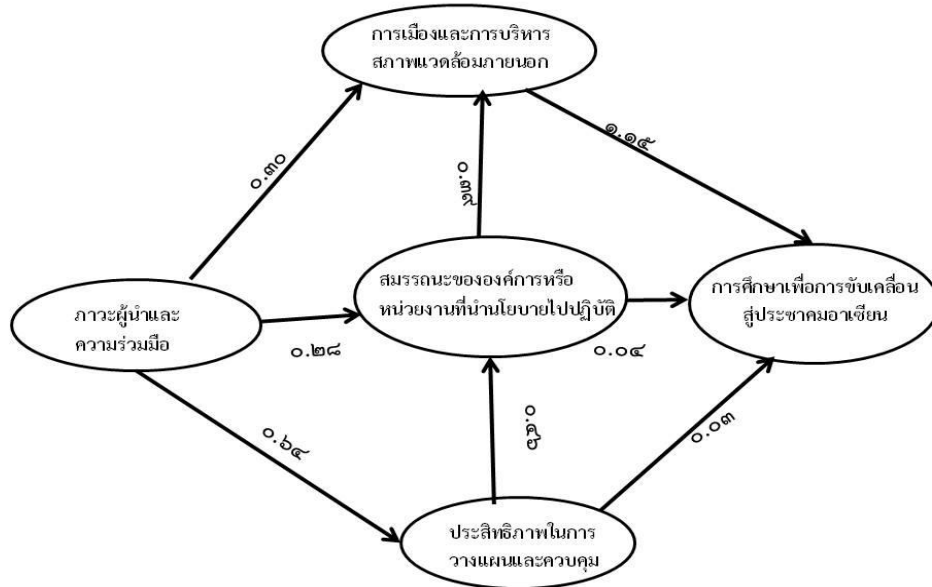 การเมืองและการบริหาร
สภาพแวดล้อมภายนอก
๑.๑๕
๐.๓๐
๐.๓๙
สมรรถนะขององค์การหรือ
หน่วยงานที่นำนโยบายไปปฏิบัติ
การศึกษาเพื่อการขับเคลื่อน
สู่ประชาคมอาเซียน
ภาวะผู้นำและ
ความร่วมมือ
๐.๒๘
๐.๐๔
๐.๖๔
๐.๔๒
๐.๐๓
ประสิทธิภาพในการ
วางแผนและควบคุม